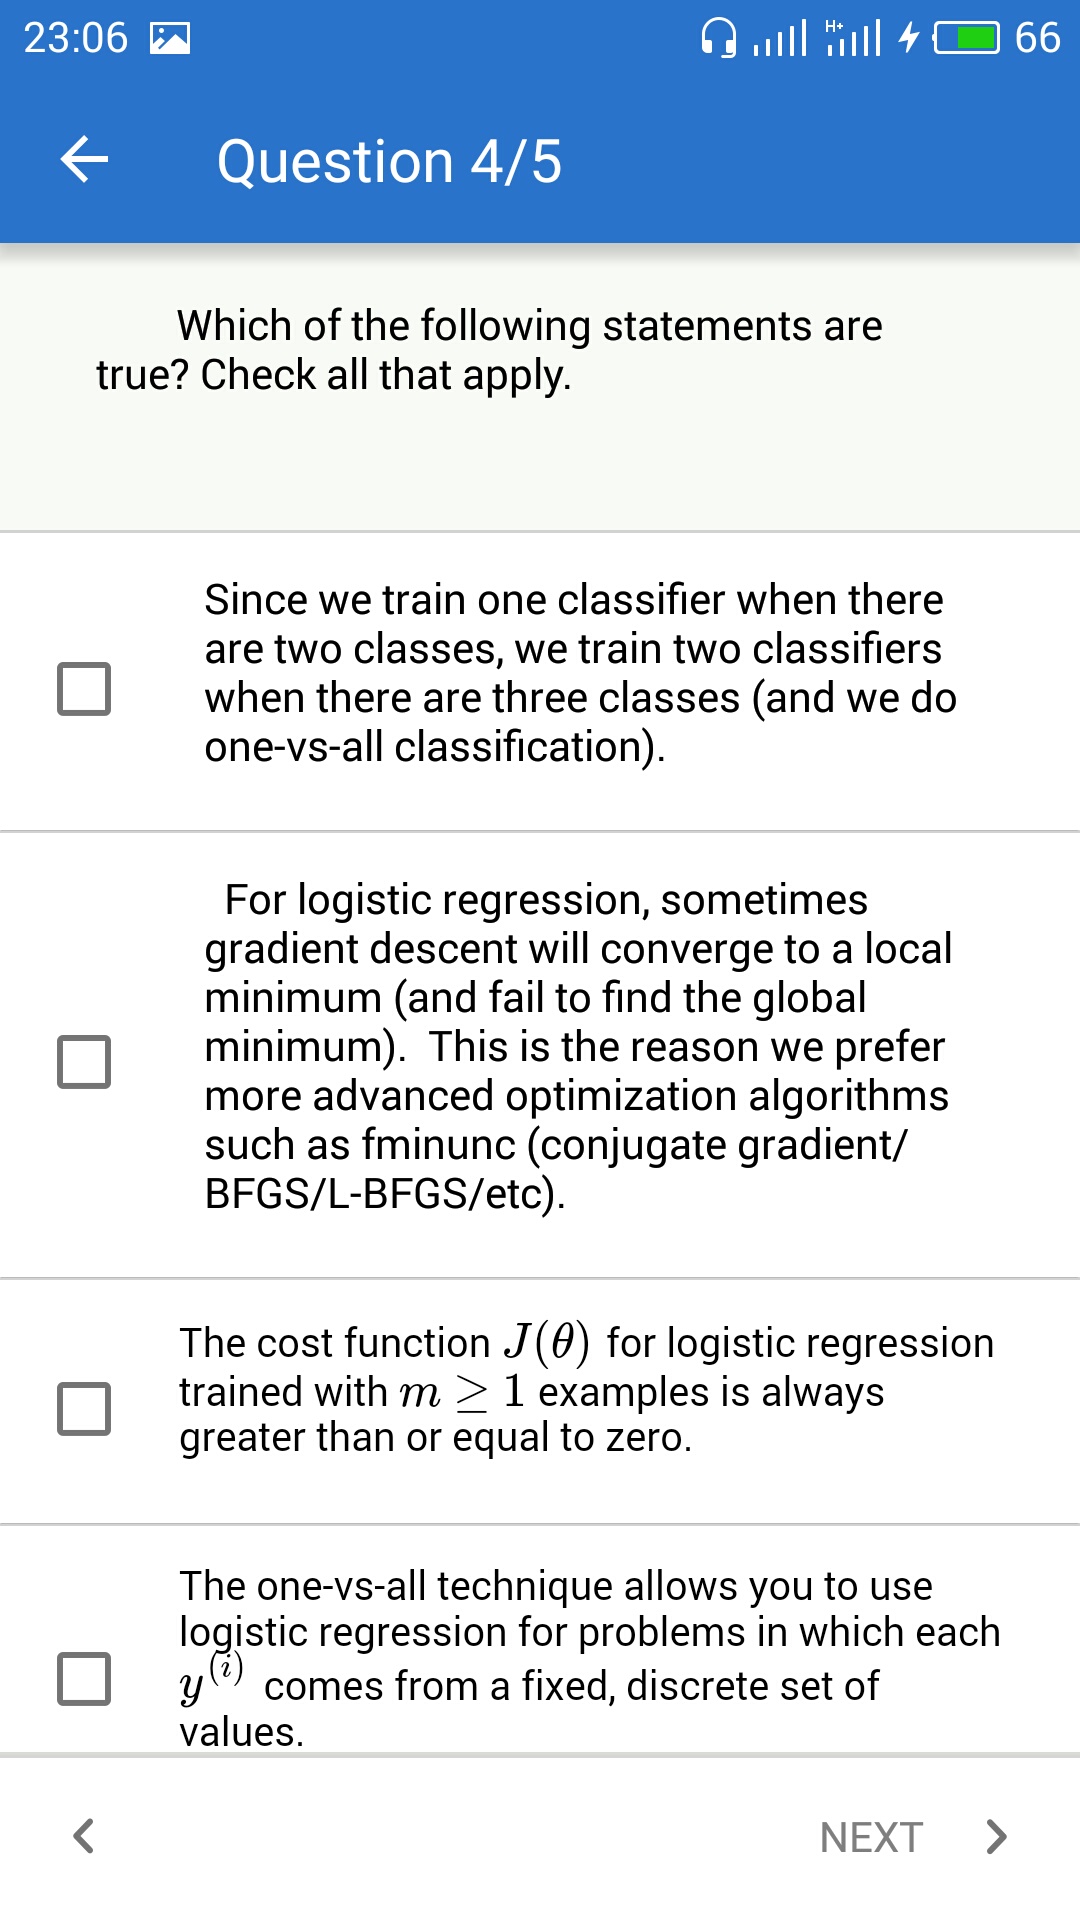 23:06 H+ 66
Question 4/5
Which of the following statements are
true? Check all that apply.
Since we train one classifier when there
are two classes, we train two classifiers
when there are three classes (and we do
one-vs-all classification).
For logistic regression, sometimes
gradient descent will converge to a local
minimum (and fail to find the global
minimum).  This is the reason we prefer
more advanced optimization algorithms
such as fminunc (conjugate gradient/
BFGS/L-BFGS/etc).
The cost function J(θ) for logistic regression
trained with m ≥ 1 examples is always
greater than or equal to zero.
The one-vs-all technique allows you to use
logistic regression for problems in which each
y⁽ⁱ⁾ comes from a fixed, discrete set of
values.
NEXT